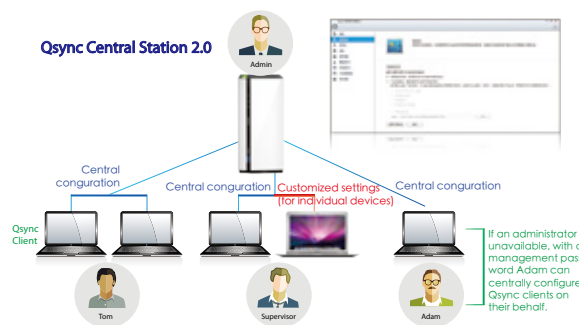 Qsync Central Station 2.0
Admin
Central
conguration
Central conguration
Customized settings
(for individual devices)
Central conguration
Qsync
Client
If an administrator
unavailable, with a
management pas
word Adam can
centrally configure
Qsync clients on
their behalf.
Tom
Supervisor
Adam